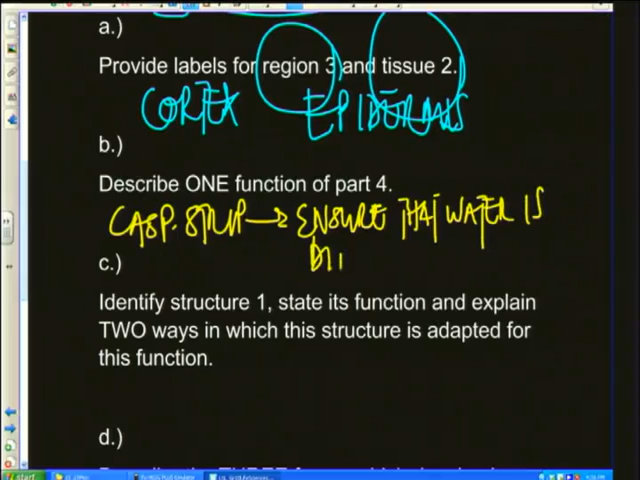 a.)
Provide labels for region 3 and tissue 2.
CORTEX EPIDERMIS
b.)
Describe ONE function of part 4.
CASP. STRIP → ENSURE THAT WATER IS
c.)
Identify structure 1, state its function and explain
TWO ways in which this structure is adapted for
this function.
d.)
start